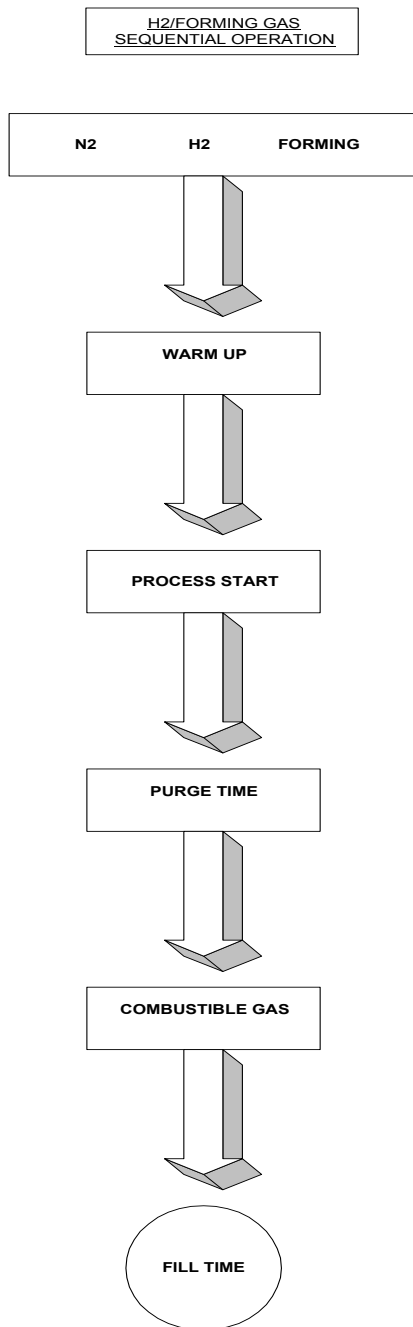 H2/FORMING GAS
SEQUENTIAL OPERATION
N2 H2 FORMING
WARM UP
PROCESS START
PURGE TIME
COMBUSTIBLE GAS
FILL TIME